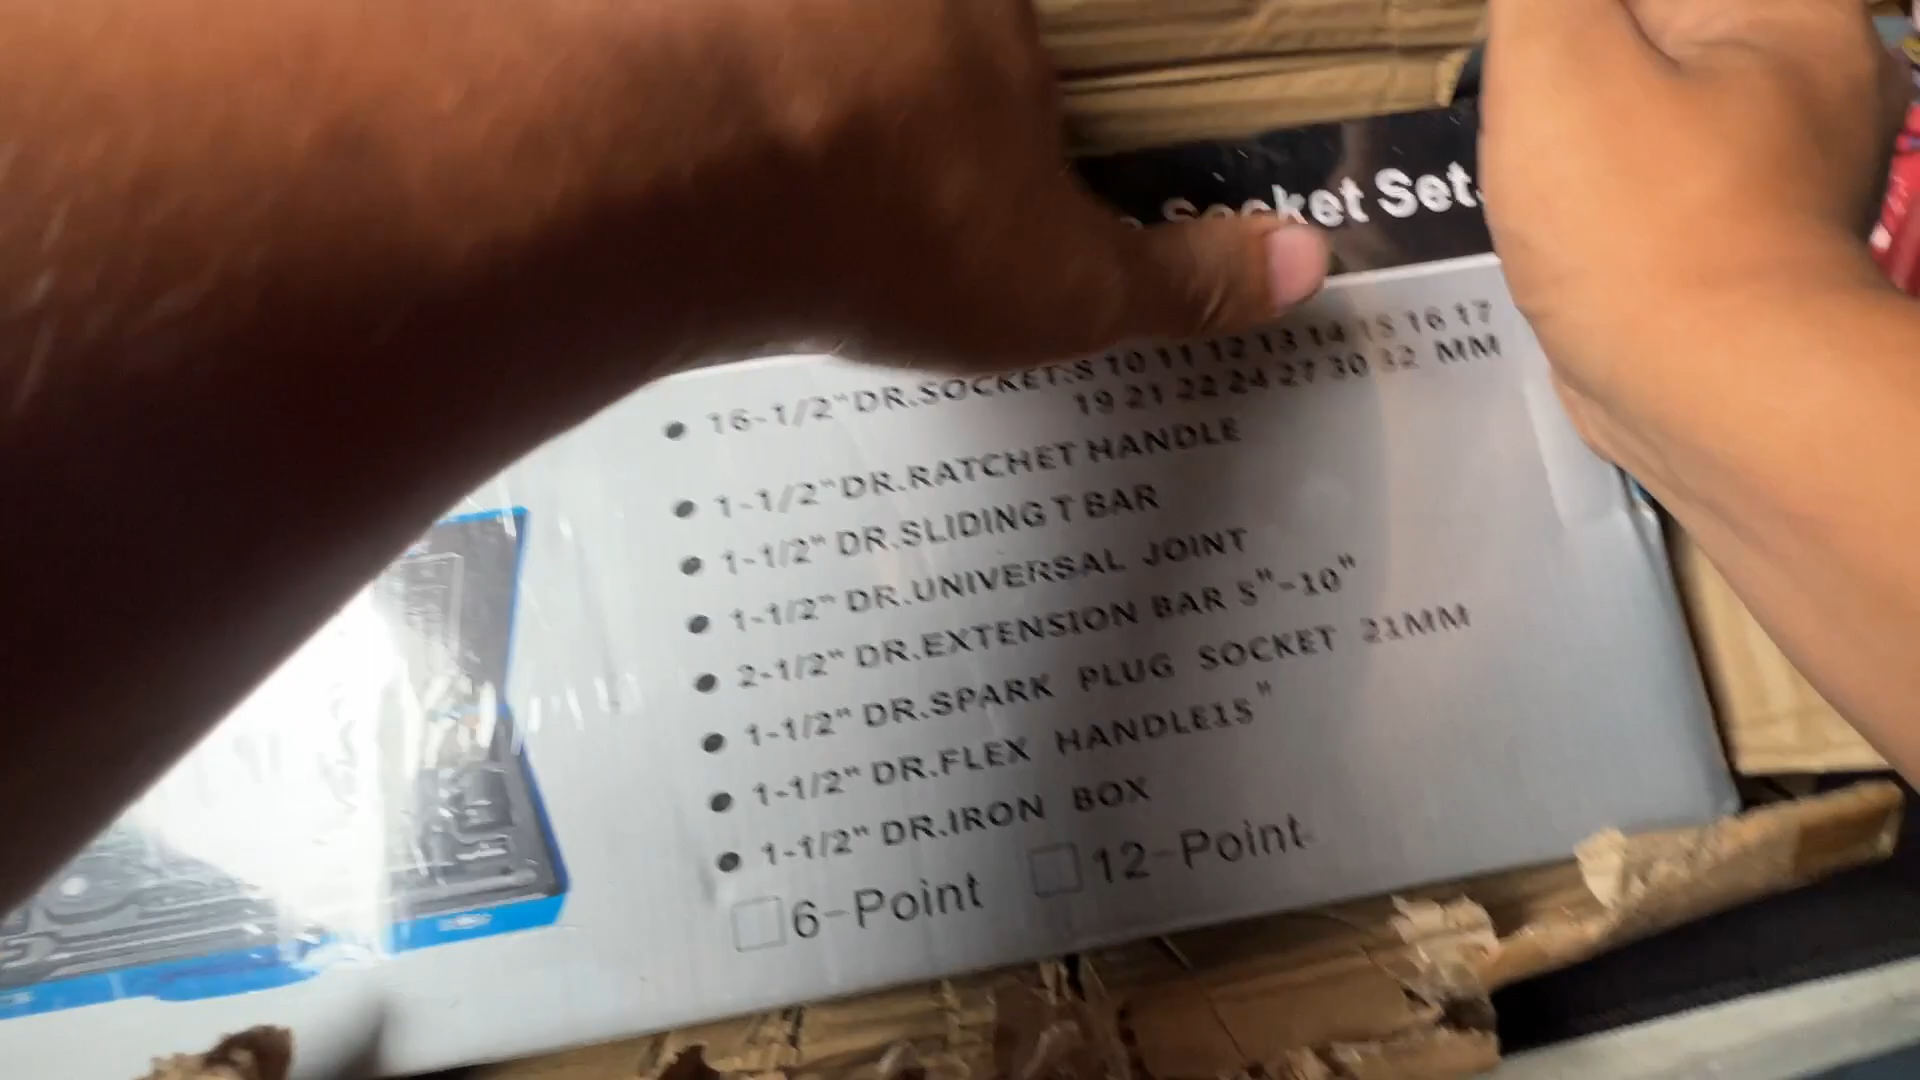 Socket Set
16-1/2"DR.SOCKET:8 10 11 12 13 14 15 16 17
19 21 22 24 27 30 32 MM
1-1/2"DR.RATCHET HANDLE
1-1/2" DR.SLIDING T BAR
1-1/2" DR.UNIVERSAL JOINT
2-1/2" DR.EXTENSION BAR 5"-10"
1-1/2" DR.SPARK PLUG SOCKET 21MM
1-1/2" DR.FLEX HANDLE15"
1-1/2" DR.IRON BOX
6-Point 12-Point